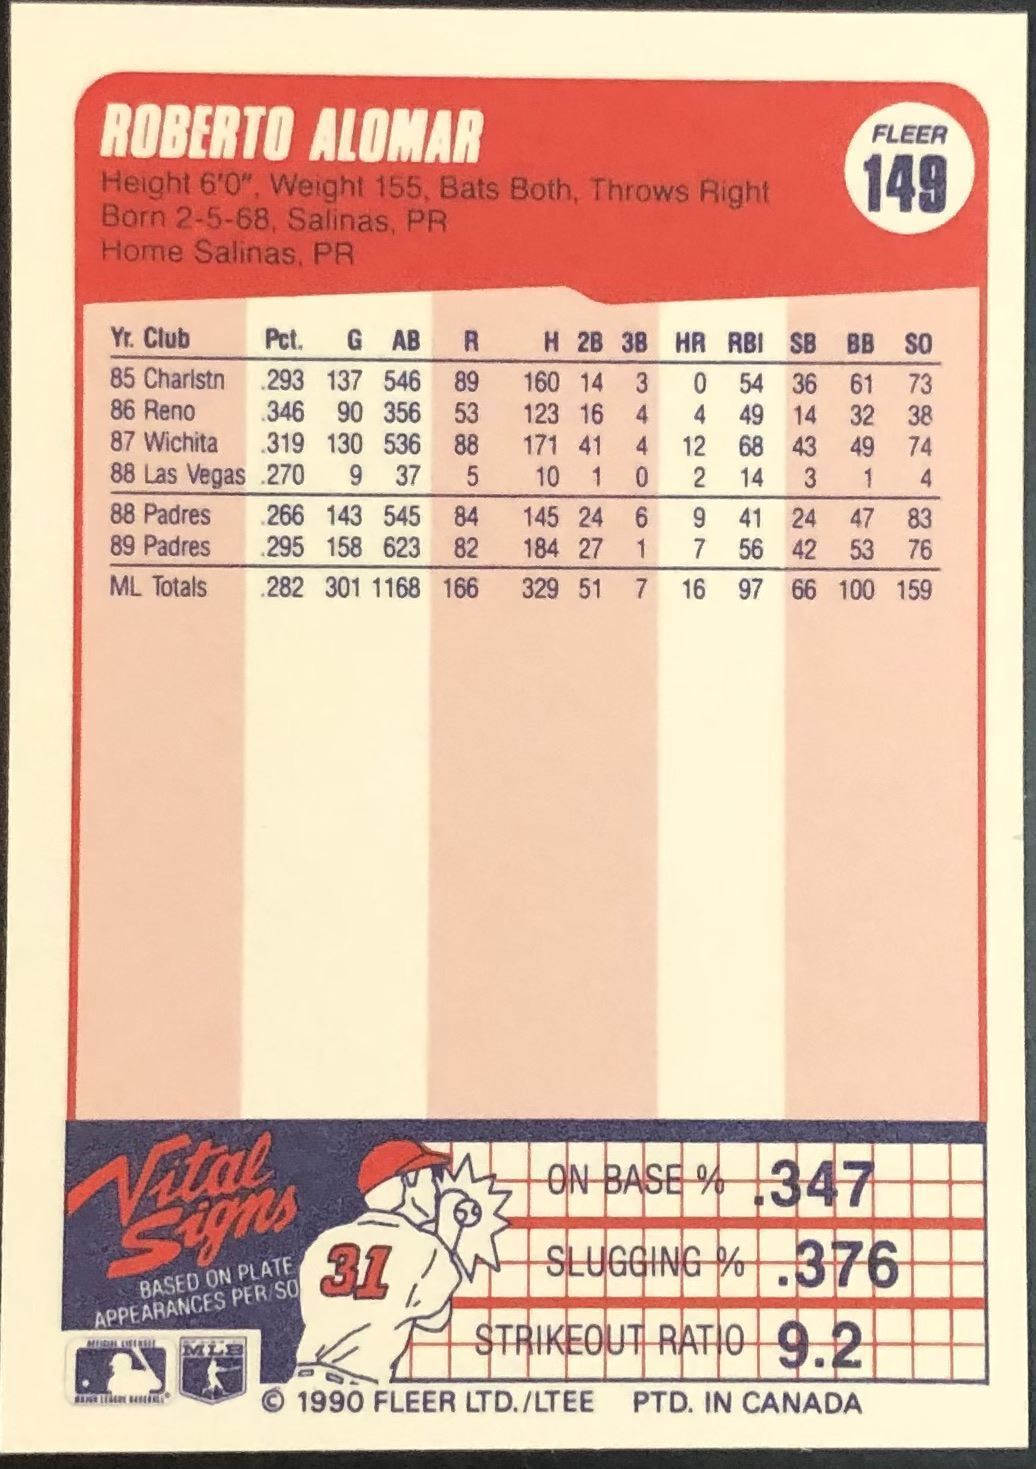 ROBERTO ALOMAR
FLEER
149
Height 6'0", Weight 155, Bats Both, Throws Right
Born 2-5-68, Salinas, PR
Home Salinas, PR
Yr. Club Pct. G AB R H 2B 3B HR RBI SB BB SO
85 Charlstn .293 137 546 89 160 14 3 0 54 36 61 73
86 Reno .346 90 356 53 123 16 4 4 49 14 32 38
87 Wichita .319 130 536 88 171 41 4 12 68 43 49 74
88 Las Vegas .270 9 37 5 10 1 0 2 14 3 1 4
88 Padres .266 143 545 84 145 24 6 9 41 24 47 83
89 Padres .295 158 623 82 184 27 1 7 56 42 53 76
ML Totals .282 301 1168 166 329 51 7 16 97 66 100 159
Vital
Signs
BASED ON PLATE
APPEARANCES PER/SO
31
ON BASE % .347
SLUGGING % .376
STRIKEOUT RATIO 9.2
OFFICIAL LICENSEE
MAJOR LEAGUE BASEBALL
MLB
© 1990 FLEER LTD./LTEE PTD. IN CANADA